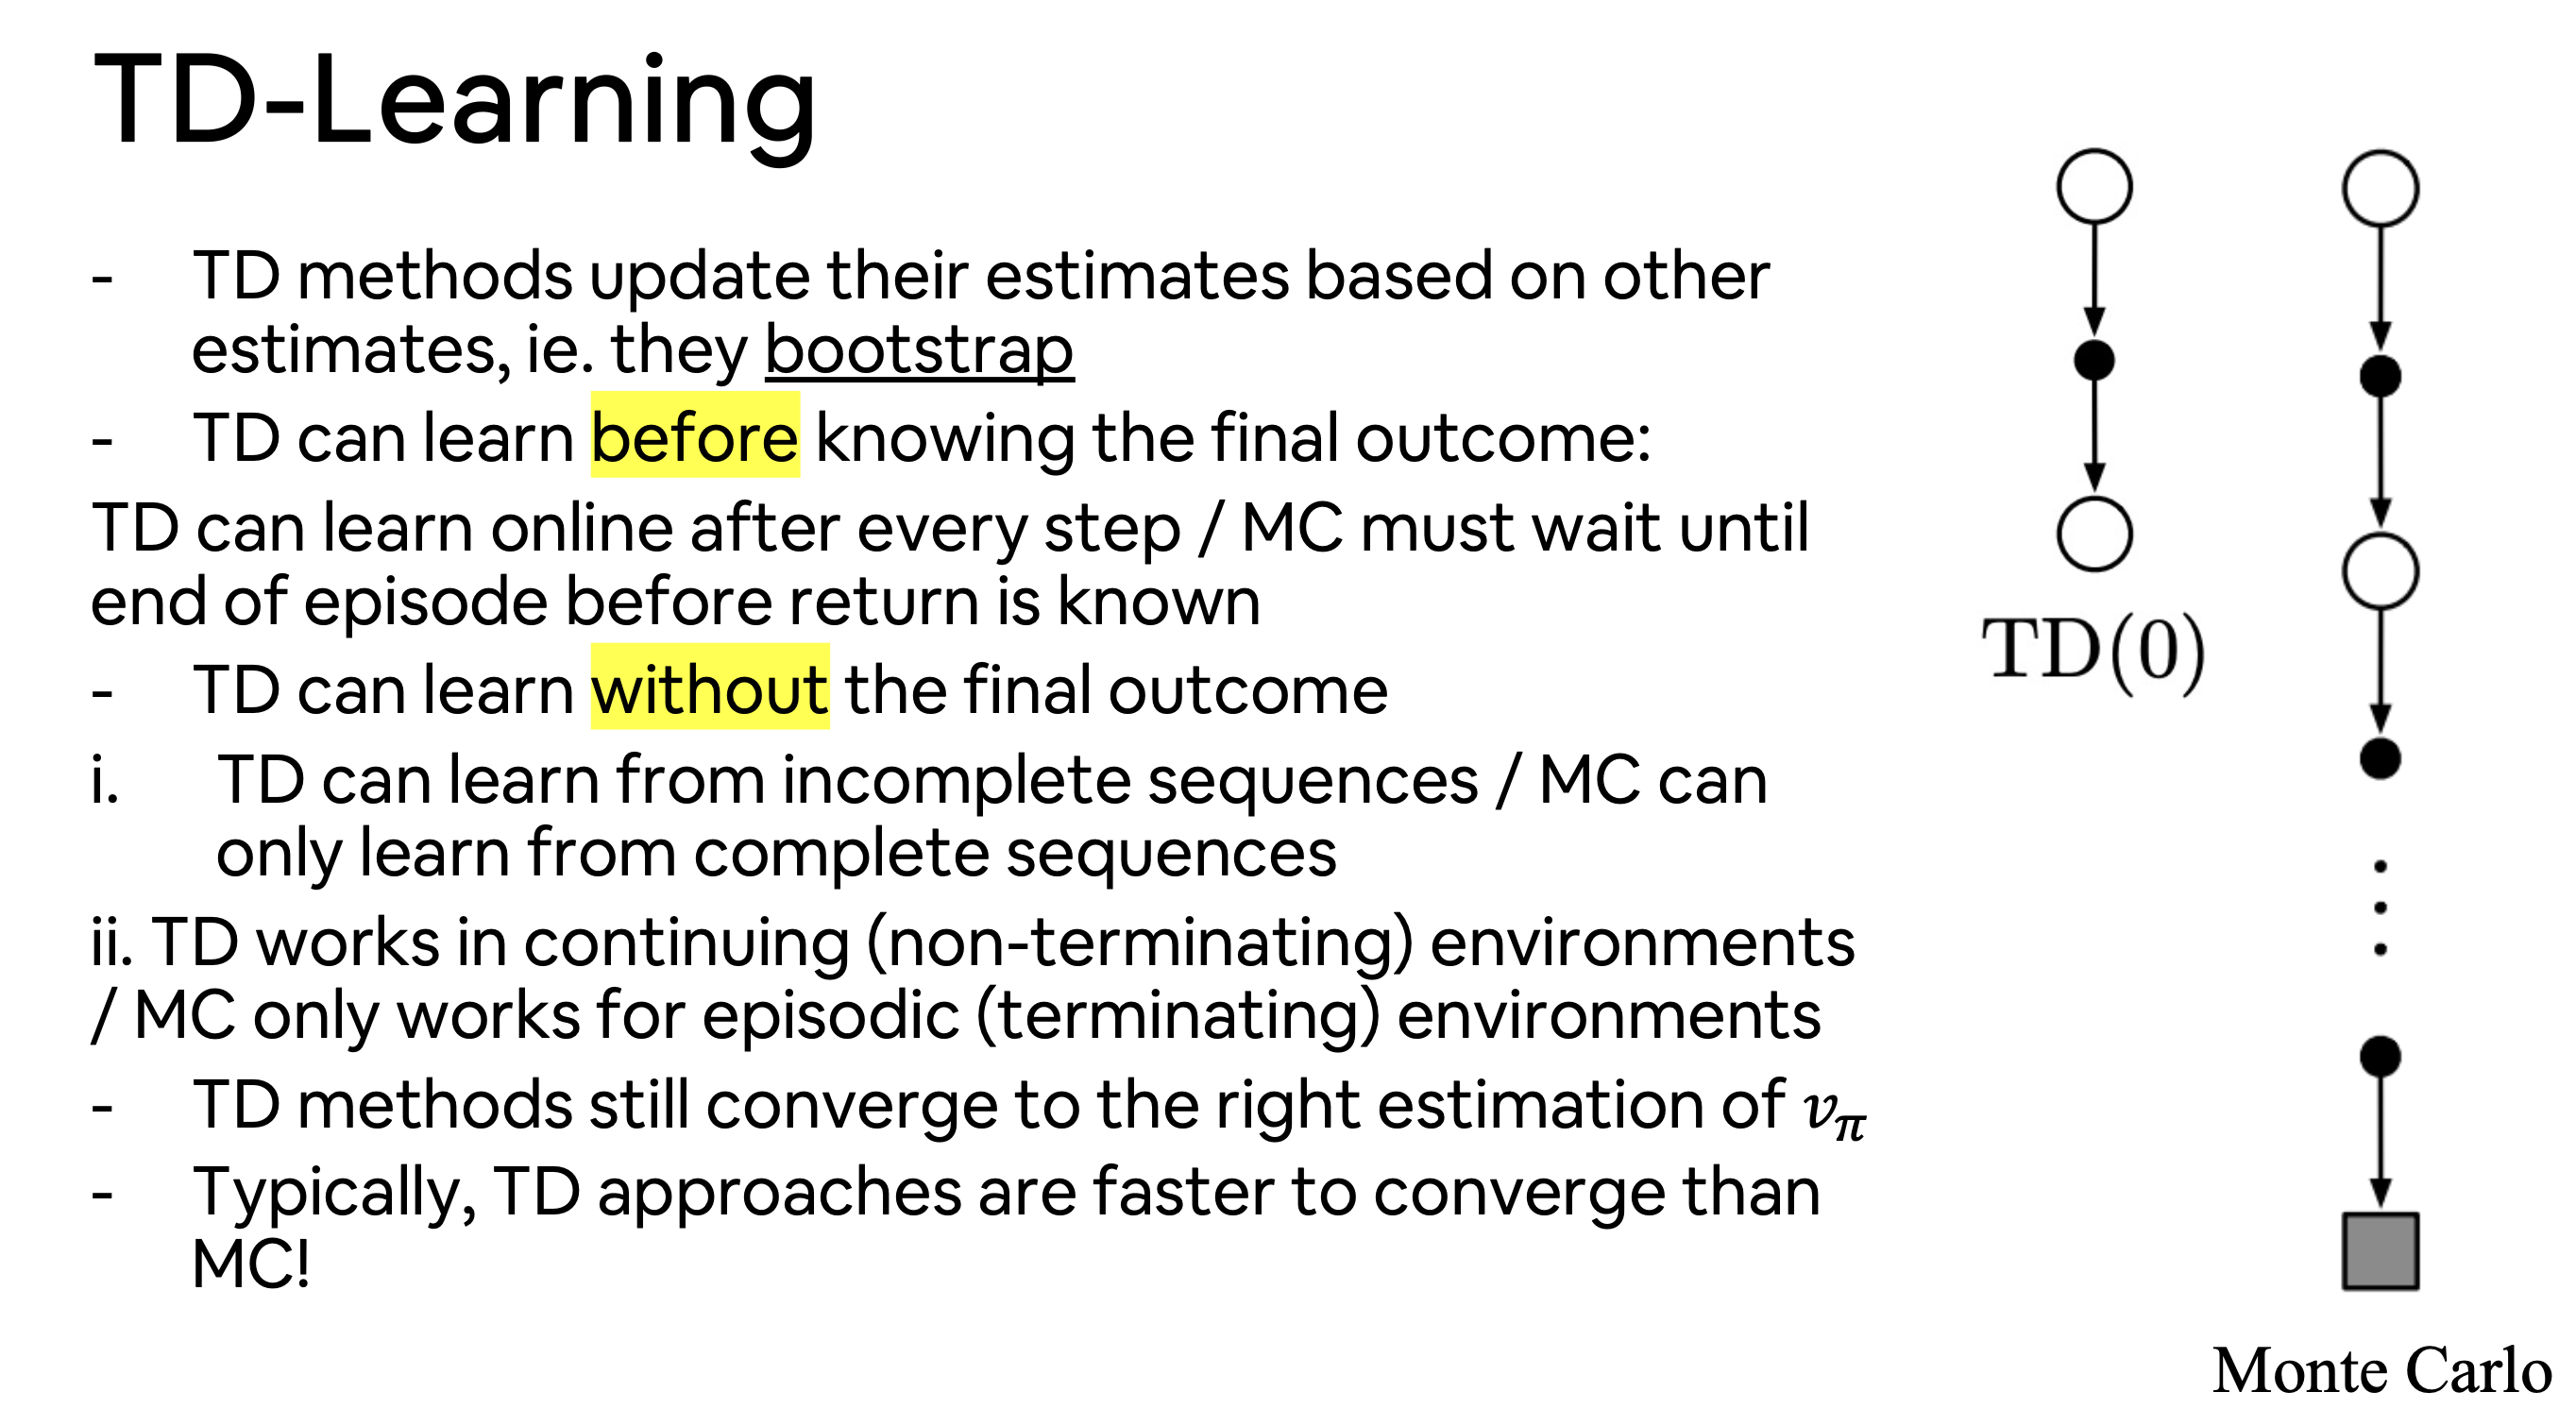 TD-Learning
- TD methods update their estimates based on other
estimates, ie. they bootstrap
- TD can learn before knowing the final outcome:
TD can learn online after every step / MC must wait until
end of episode before return is known
- TD can learn without the final outcome
i. TD can learn from incomplete sequences / MC can
only learn from complete sequences
ii. TD works in continuing (non-terminating) environments
/ MC only works for episodic (terminating) environments
- TD methods still converge to the right estimation of 𝑣π
- Typically, TD approaches are faster to converge than
MC!
TD(0)
Monte Carlo